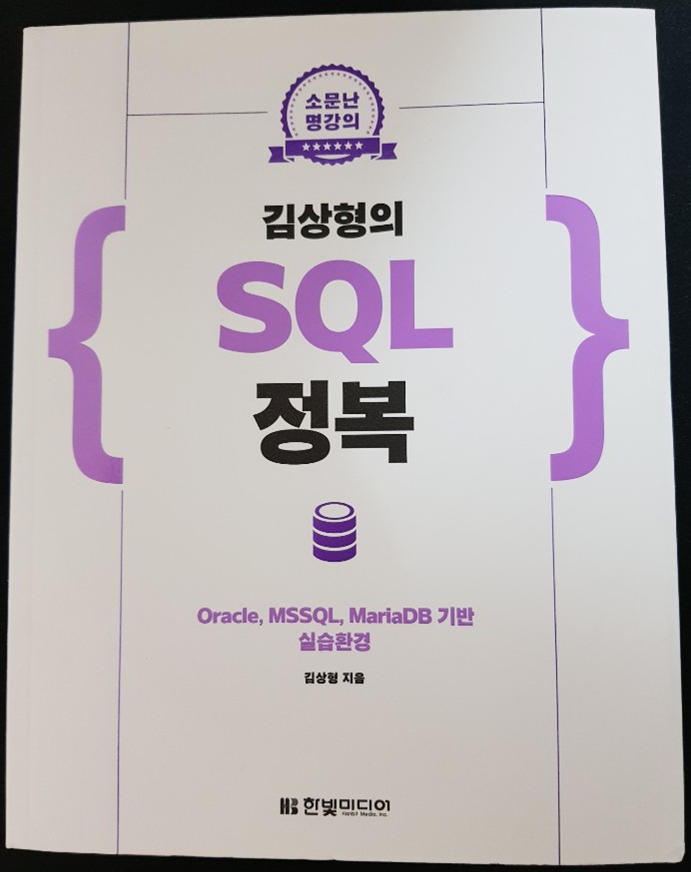 소문난
명강의
김상형의
SQL
정복
Oracle, MSSQL, MariaDB 기반
실습환경
김상형 지음
HB 한빛미디어
Hanbit Media, Inc.